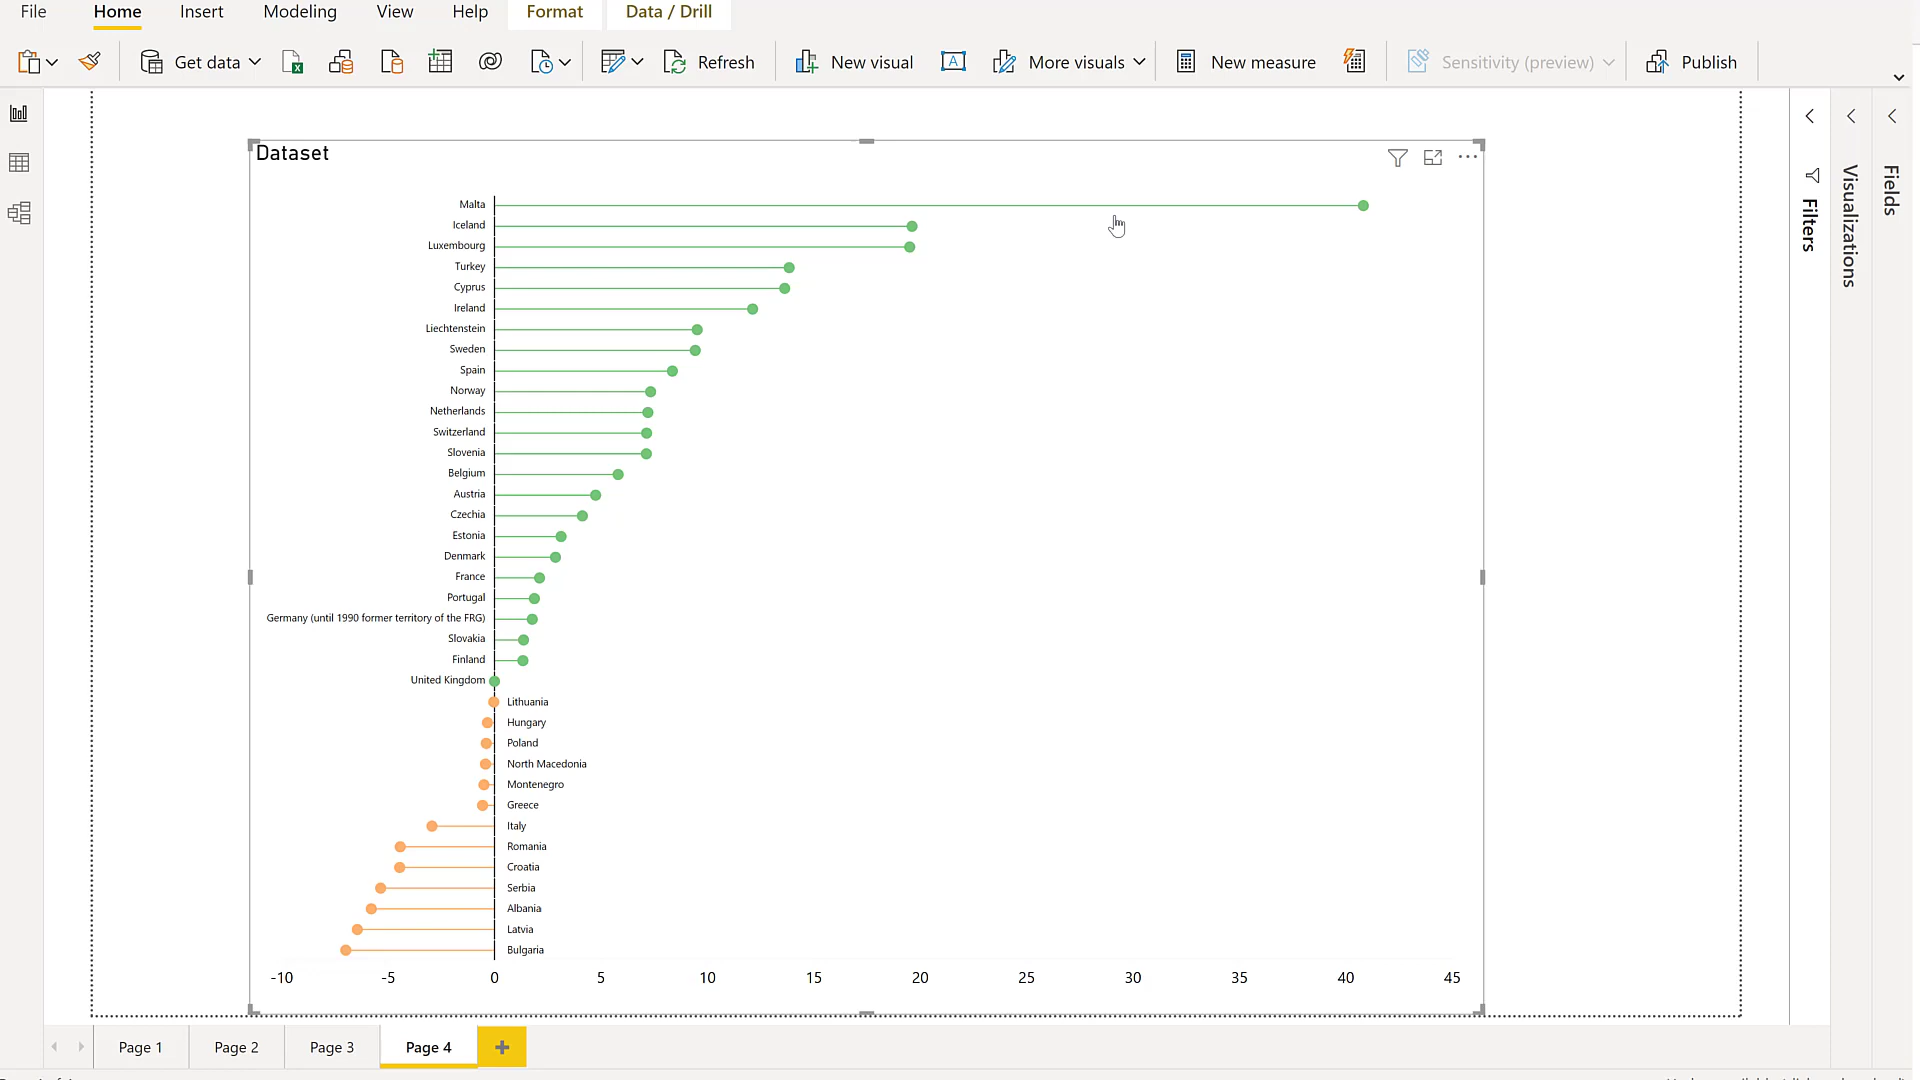 File Home Insert Modeling View Help Format Data / Drill
Get data Refresh New visual More visuals New measure Sensitivity (preview) Publish
Dataset
Malta
Iceland
Luxembourg
Turkey
Cyprus
Ireland
Liechtenstein
Sweden
Spain
Norway
Netherlands
Switzerland
Slovenia
Belgium
Austria
Czechia
Estonia
Denmark
France
Portugal
Germany (until 1990 former territory of the FRG)
Slovakia
Finland
United Kingdom
Lithuania
Hungary
Poland
North Macedonia
Montenegro
Greece
Italy
Romania
Croatia
Serbia
Albania
Latvia
Bulgaria
-10 -5 0 5 10 15 20 25 30 35 40 45
Filters
Visualizations
Fields
Page 1 Page 2 Page 3 Page 4